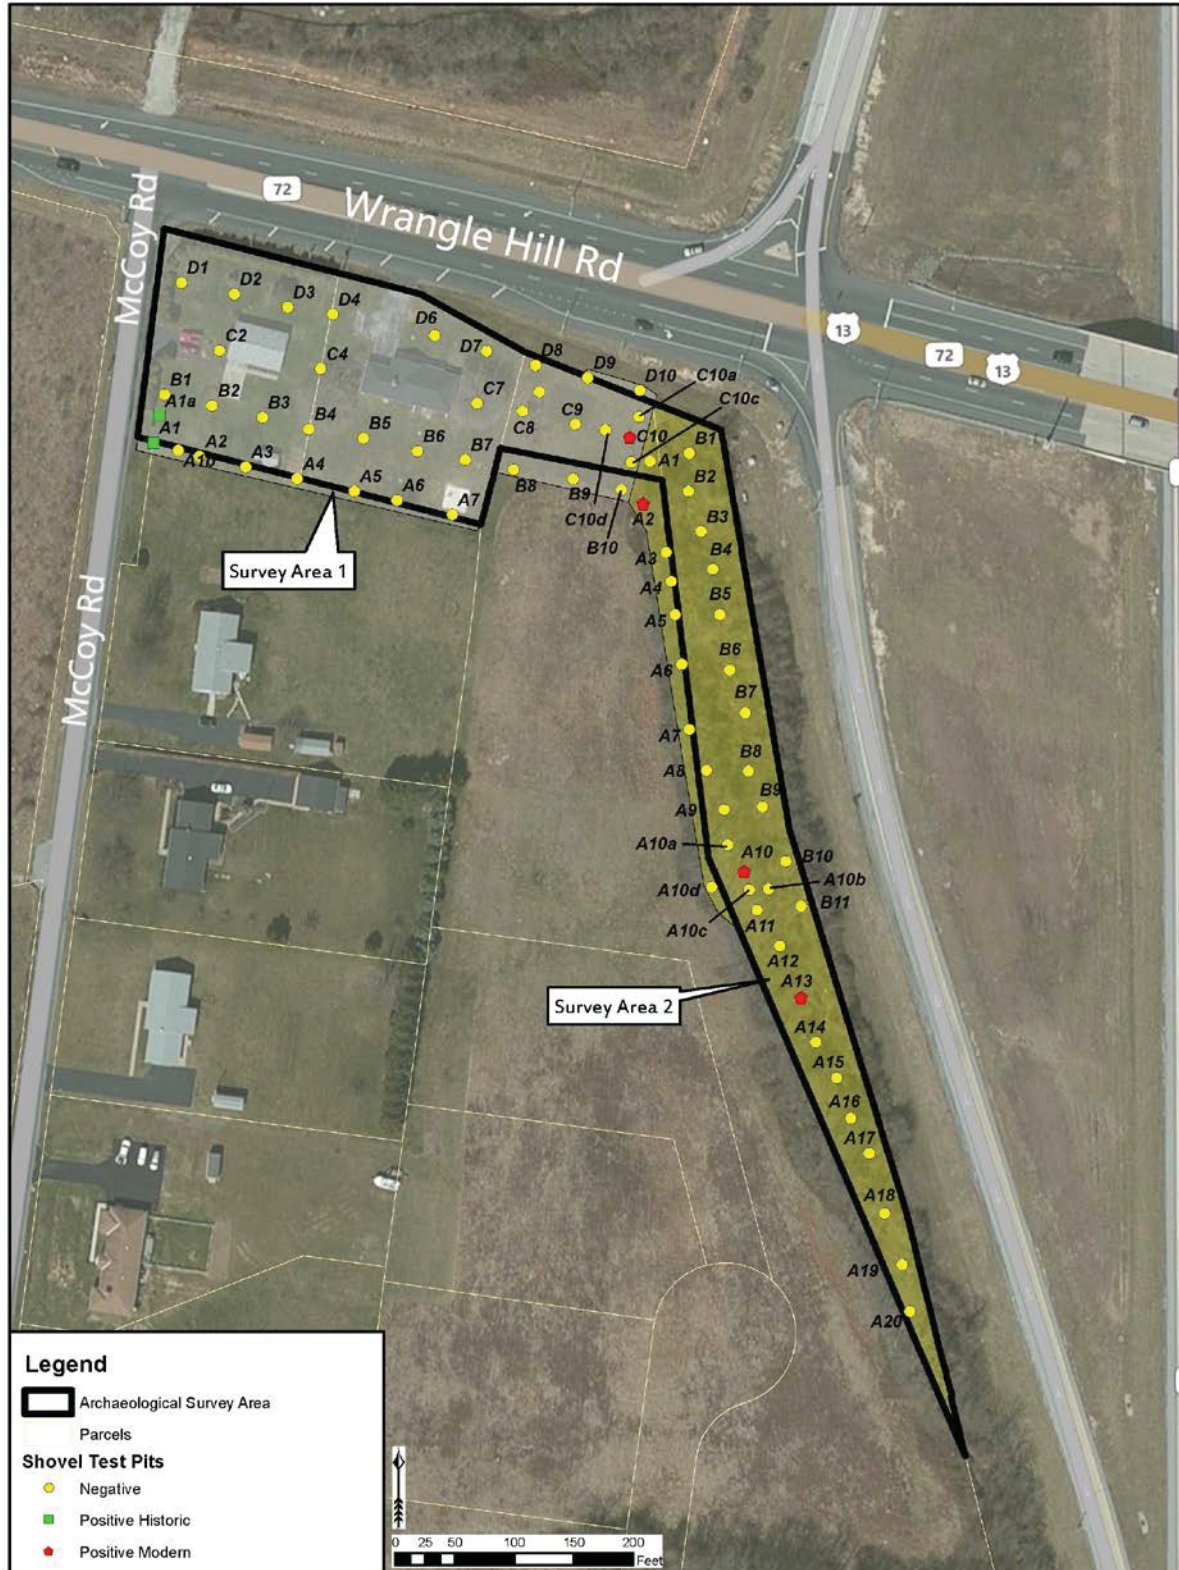 McCoy Rd
72
Wrangle Hill Rd
13
72
13
D1
D2
D3
D4
D6
D7
D8
D9
D10
C10a
C10c
C2
C4
C7
C8
C9
C10
B1
A1a
B2
B3
B4
B5
B6
B7
A1
A1b
A2
A3
A4
A5
A6
A7
B8
B9
C10d
B10
A1
B1
B2
A2
B3
A3
B4
A4
B5
A5
B6
A6
B7
A7
B8
A8
B9
A9
A10a
A10
B10
A10b
A10d
B11
A10c
A11
A12
A13
A14
A15
A16
A17
A18
A19
A20
Survey Area 1
McCoy Rd
Survey Area 2
Legend
Archaeological Survey Area
Parcels
Shovel Test Pits
Negative
Positive Historic
Positive Modern
0 25 50 100 150 200
Feet